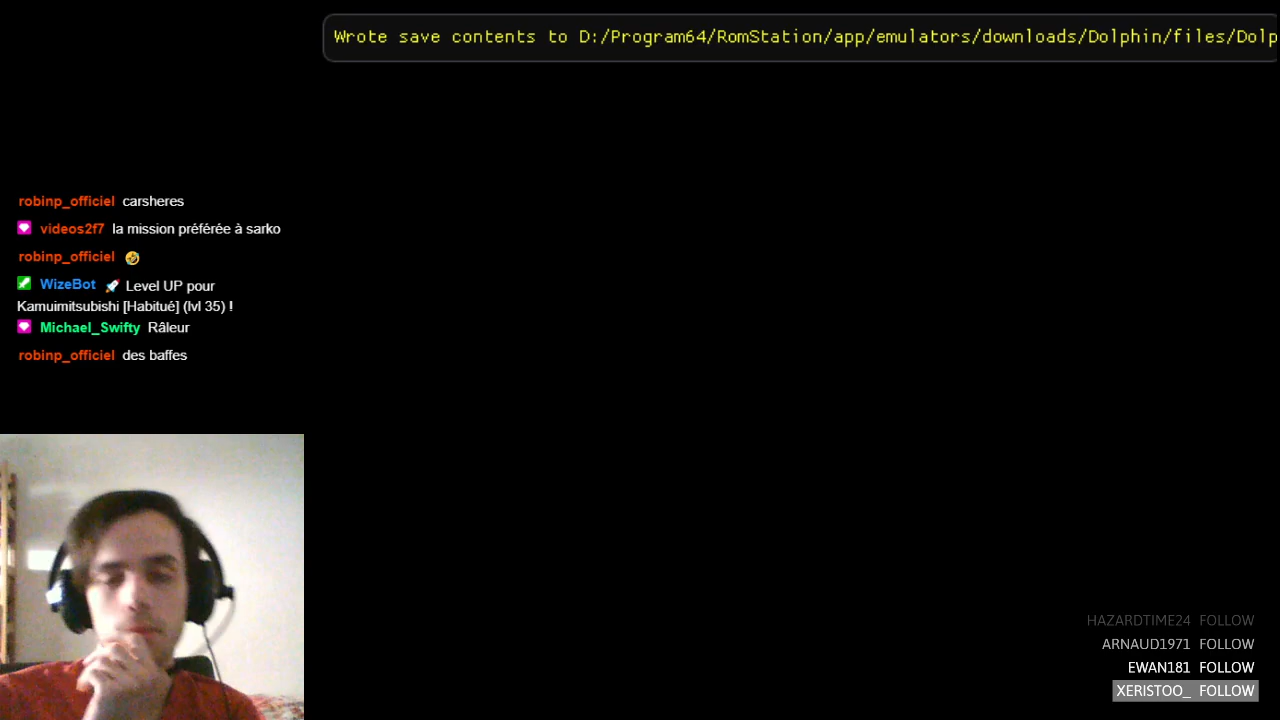 Wrote save contents to D:/Program64/RomStation/app/emulators/downloads/Dolphin/files/Dolp
robinp_officiel carsheres
videos2f7 la mission préférée à sarko
robinp_officiel
WizeBot Level UP pour
Kamuimitsubishi [Habitué] (lvl 35) !
Michael_Swifty Râleur
robinp_officiel des baffes
HAZARDTIME24 FOLLOW
ARNAUD1971 FOLLOW
EWAN181 FOLLOW
XERISTOO_ FOLLOW